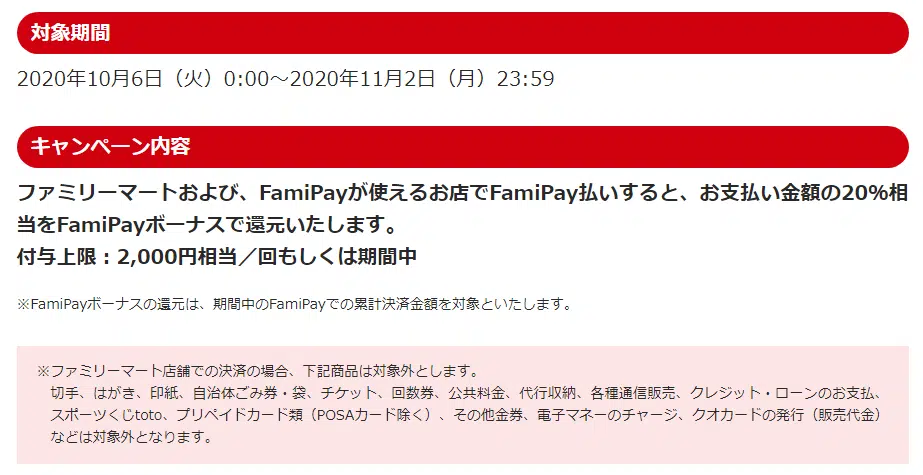 対象期間
2020年10月6日（火）0:00～2020年11月2日（月）23:59
キャンペーン内容
ファミリーマートおよび、FamiPayが使えるお店でFamiPay払いすると、お支払い金額の20%相
当をFamiPayボーナスで還元いたします。
付与上限：2,000円相当／回もしくは期間中
※FamiPayボーナスの還元は、期間中のFamiPayでの累計決済金額を対象といたします。
※ファミリーマート店舗での決済の場合、下記商品は対象外とします。
切手、はがき、印紙、自治体ごみ券・袋、チケット、回数券、公共料金、代行収納、各種通信販売、クレジット・ローンのお支払、
スポーツくじtoto、プリペイドカード類（POSAカード除く）、その他金券、電子マネーのチャージ、クオカードの発行（販売代金）
などは対象外となります。